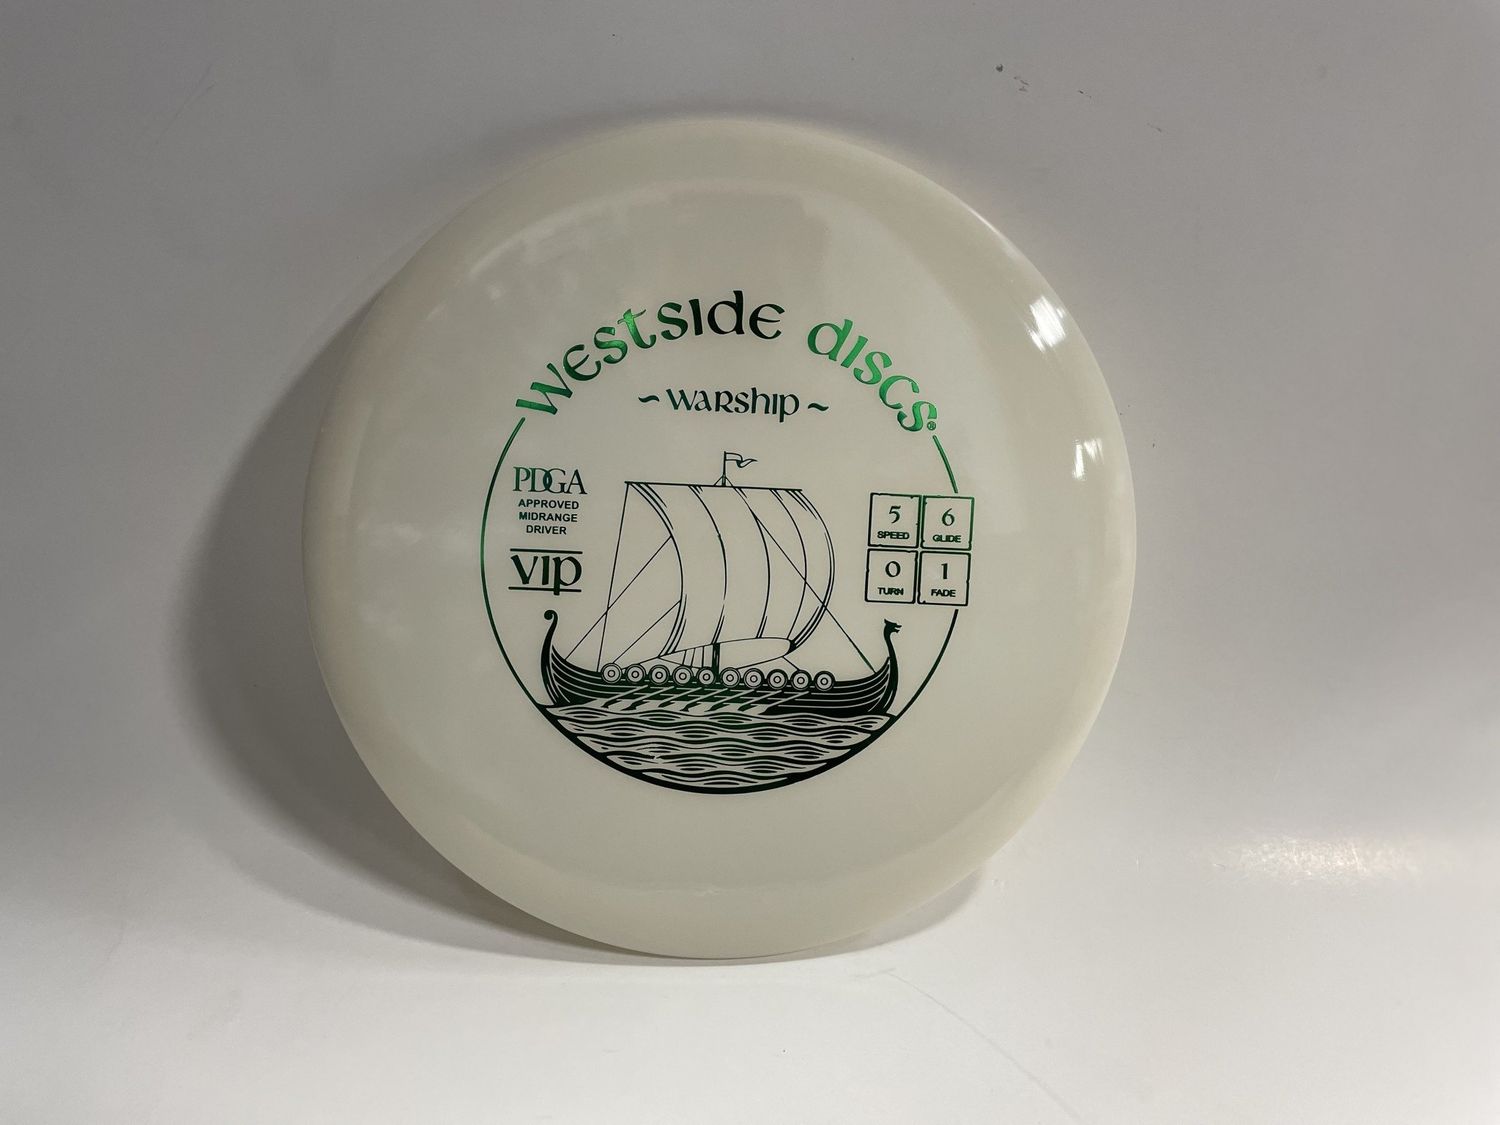 westside discs®
~ warship ~
PDGA
APPROVED
MIDRANGE
DRIVER
VIP
5
SPEED
6
GLIDE
0
TURN
1
FADE